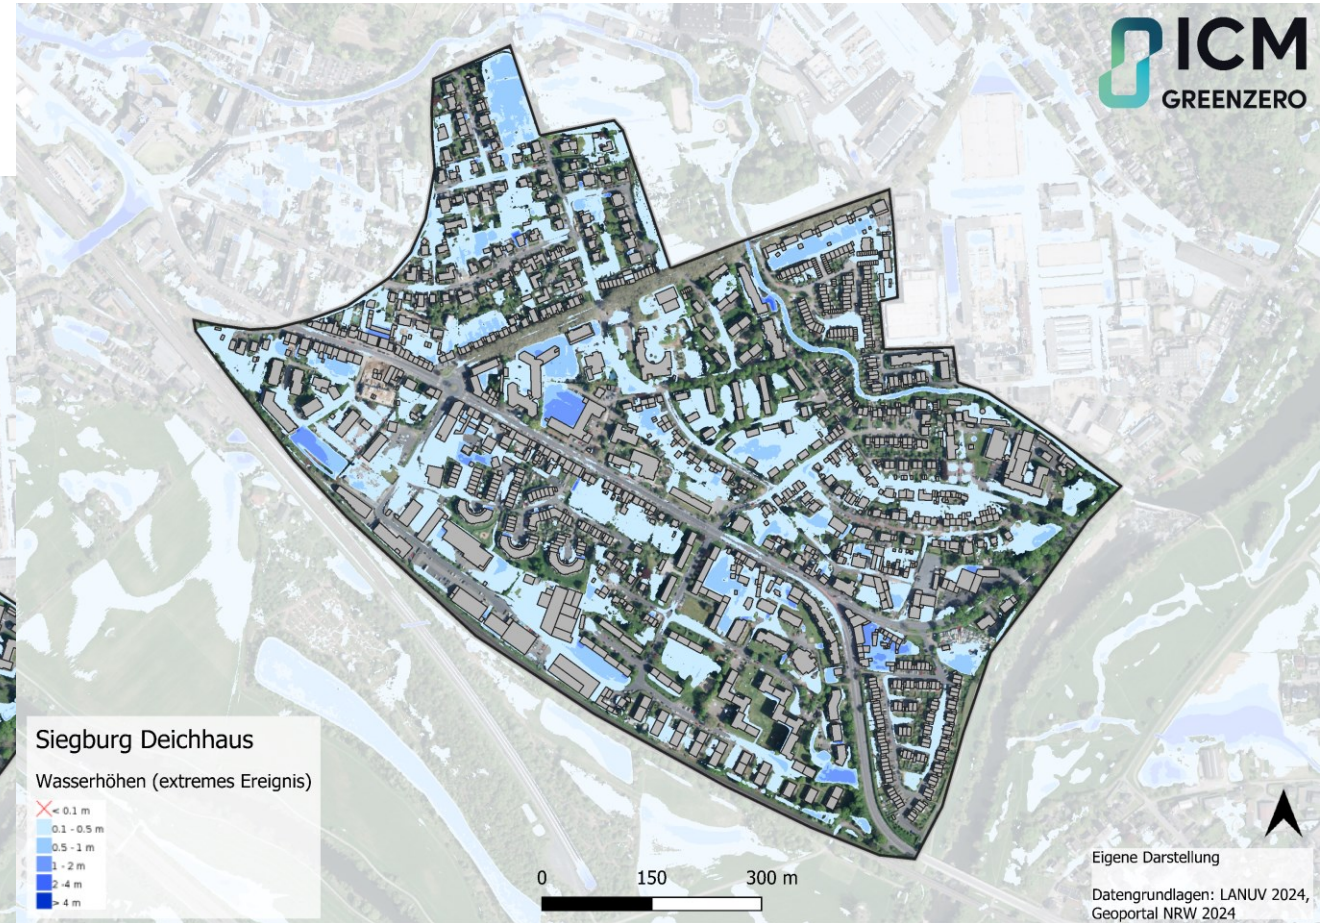 ICM
GREENZERO
Siegburg Deichhaus
Wasserhöhen (extremes Ereignis)
< 0.1 m
0.1 - 0.5 m
0.5 - 1 m
1 - 2 m
2 -4 m
> 4 m
0 150 300 m
Eigene Darstellung
Datengrundlagen: LANUV 2024,
Geoportal NRW 2024